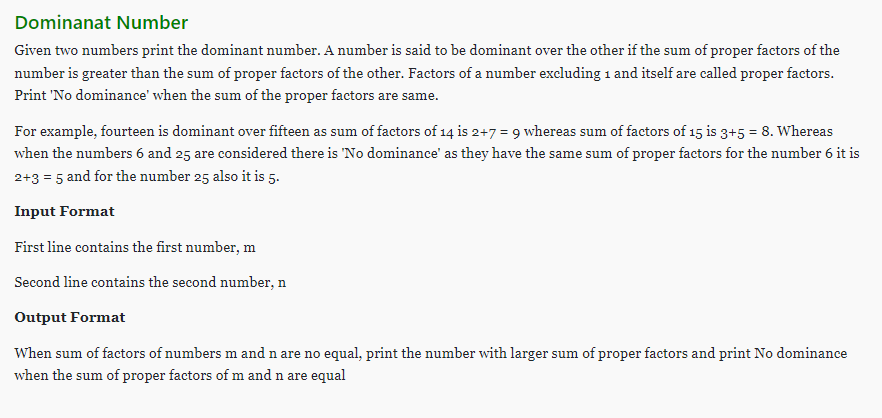 Dominanat Number
Given two numbers print the dominant number. A number is said to be dominant over the other if the sum of proper factors of the
number is greater than the sum of proper factors of the other. Factors of a number excluding 1 and itself are called proper factors.
Print 'No dominance' when the sum of the proper factors are same.
For example, fourteen is dominant over fifteen as sum of factors of 14 is 2+7 = 9 whereas sum of factors of 15 is 3+5 = 8. Whereas
when the numbers 6 and 25 are considered there is 'No dominance' as they have the same sum of proper factors for the number 6 it is
2+3 = 5 and for the number 25 also it is 5.
Input Format
First line contains the first number, m
Second line contains the second number, n
Output Format
When sum of factors of numbers m and n are no equal, print the number with larger sum of proper factors and print No dominance
when the sum of proper factors of m and n are equal